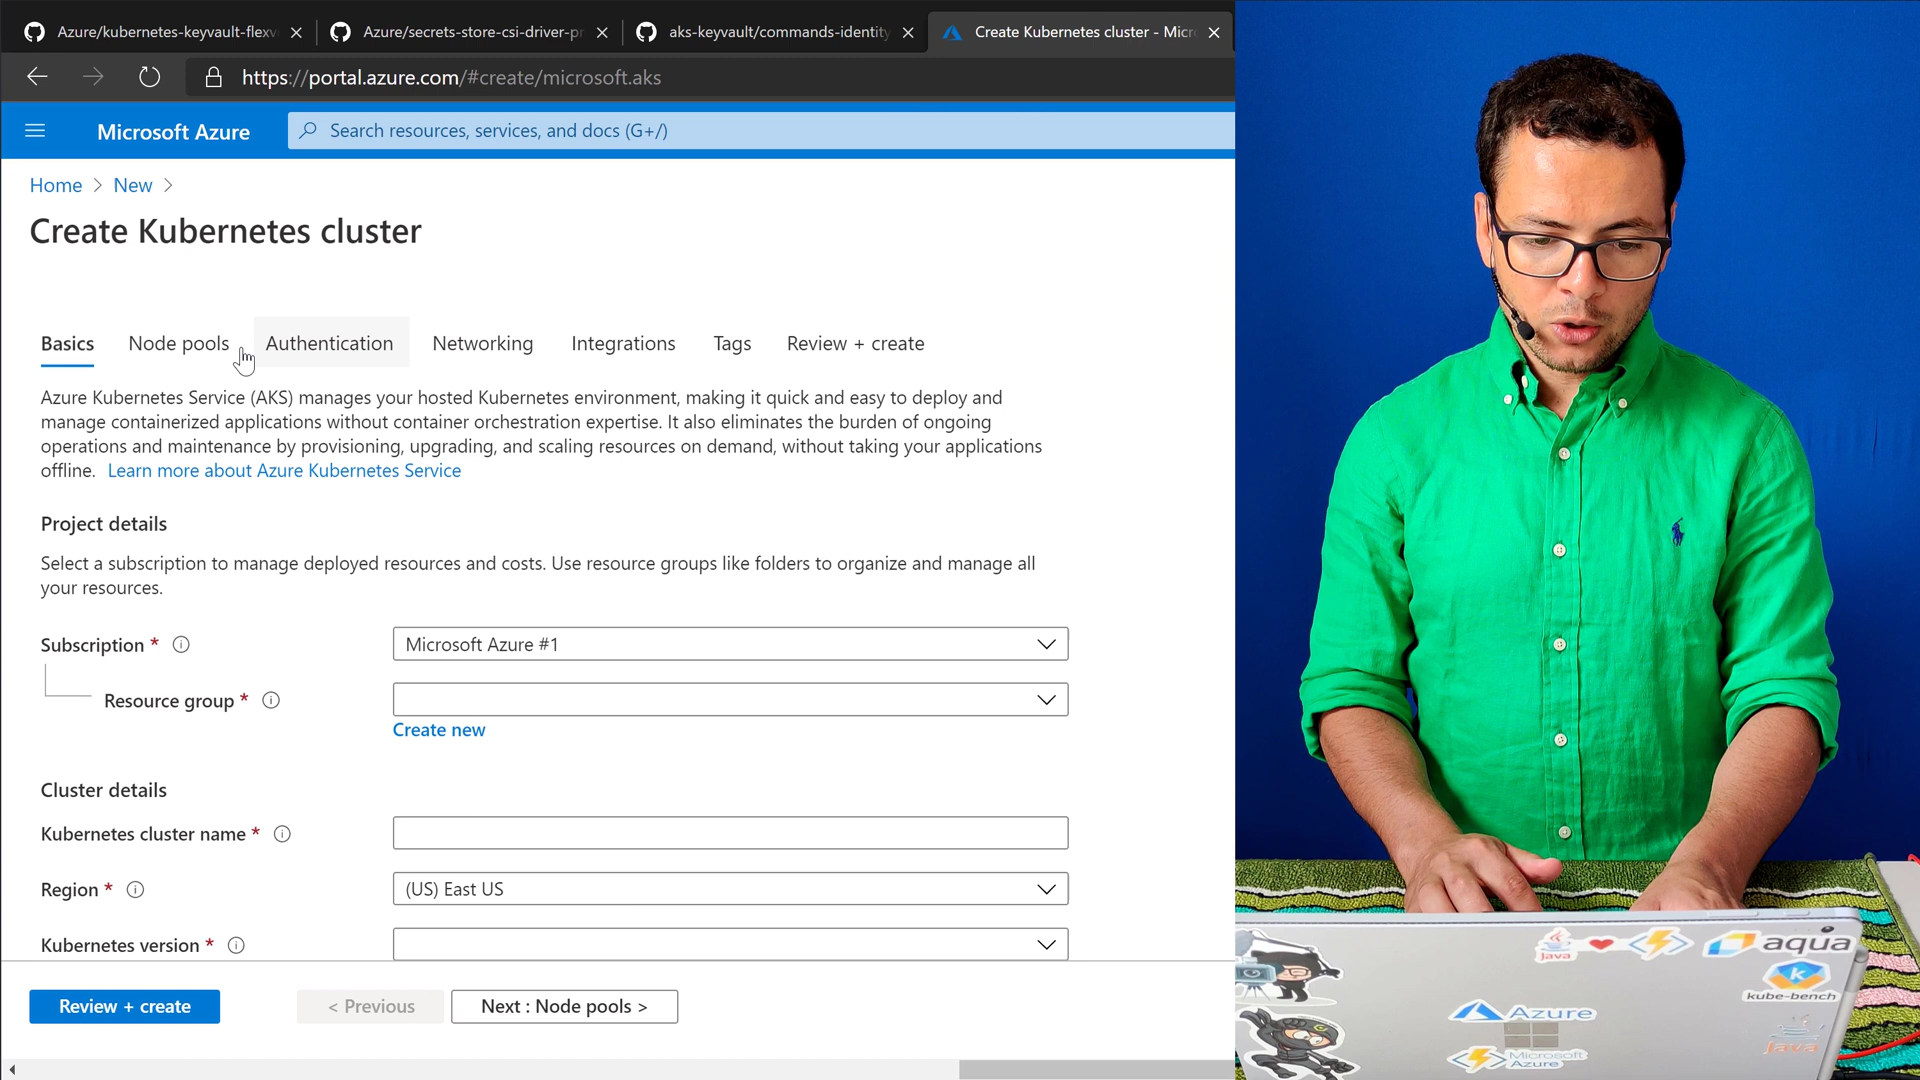 Azure/kubernetes-keyvault-flexv
Azure/secrets-store-csi-driver-pr
aks-keyvault/commands-identity
Create Kubernetes cluster - Micr
https://portal.azure.com/#create/microsoft.aks
Microsoft Azure
Search resources, services, and docs (G+/)
Home > New >
Create Kubernetes cluster
Basics
Node pools
Authentication
Networking
Integrations
Tags
Review + create
Azure Kubernetes Service (AKS) manages your hosted Kubernetes environment, making it quick and easy to deploy and
manage containerized applications without container orchestration expertise. It also eliminates the burden of ongoing
operations and maintenance by provisioning, upgrading, and scaling resources on demand, without taking your applications
offline. Learn more about Azure Kubernetes Service
Project details
Select a subscription to manage deployed resources and costs. Use resource groups like folders to organize and manage all
your resources.
Subscription *
Microsoft Azure #1
Resource group *
Create new
Cluster details
Kubernetes cluster name *
Region *
(US) East US
Kubernetes version *
Review + create
< Previous
Next : Node pools >
java
aqua
kube-bench
Azure
Microsoft
Azure
java